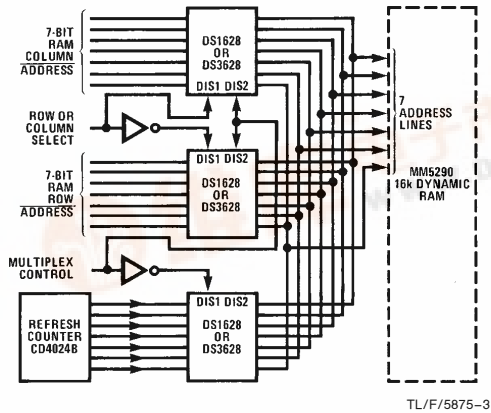 7-BIT
RAM
COLUMN
ADDRESS
DS1628
OR
DS3628
DIS1 DIS2
ROW OR
COLUMN
SELECT
7
ADDRESS
LINES
MM5290
16k DYNAMIC
RAM
7-BIT
RAM
ROW
ADDRESS
DIS1 DIS2
DS1628
OR
DS3628
MULTIPLEX
CONTROL
DIS1 DIS2
REFRESH
COUNTER
CD4024B
DS1628
OR
DS3628
TL/F/5875-3